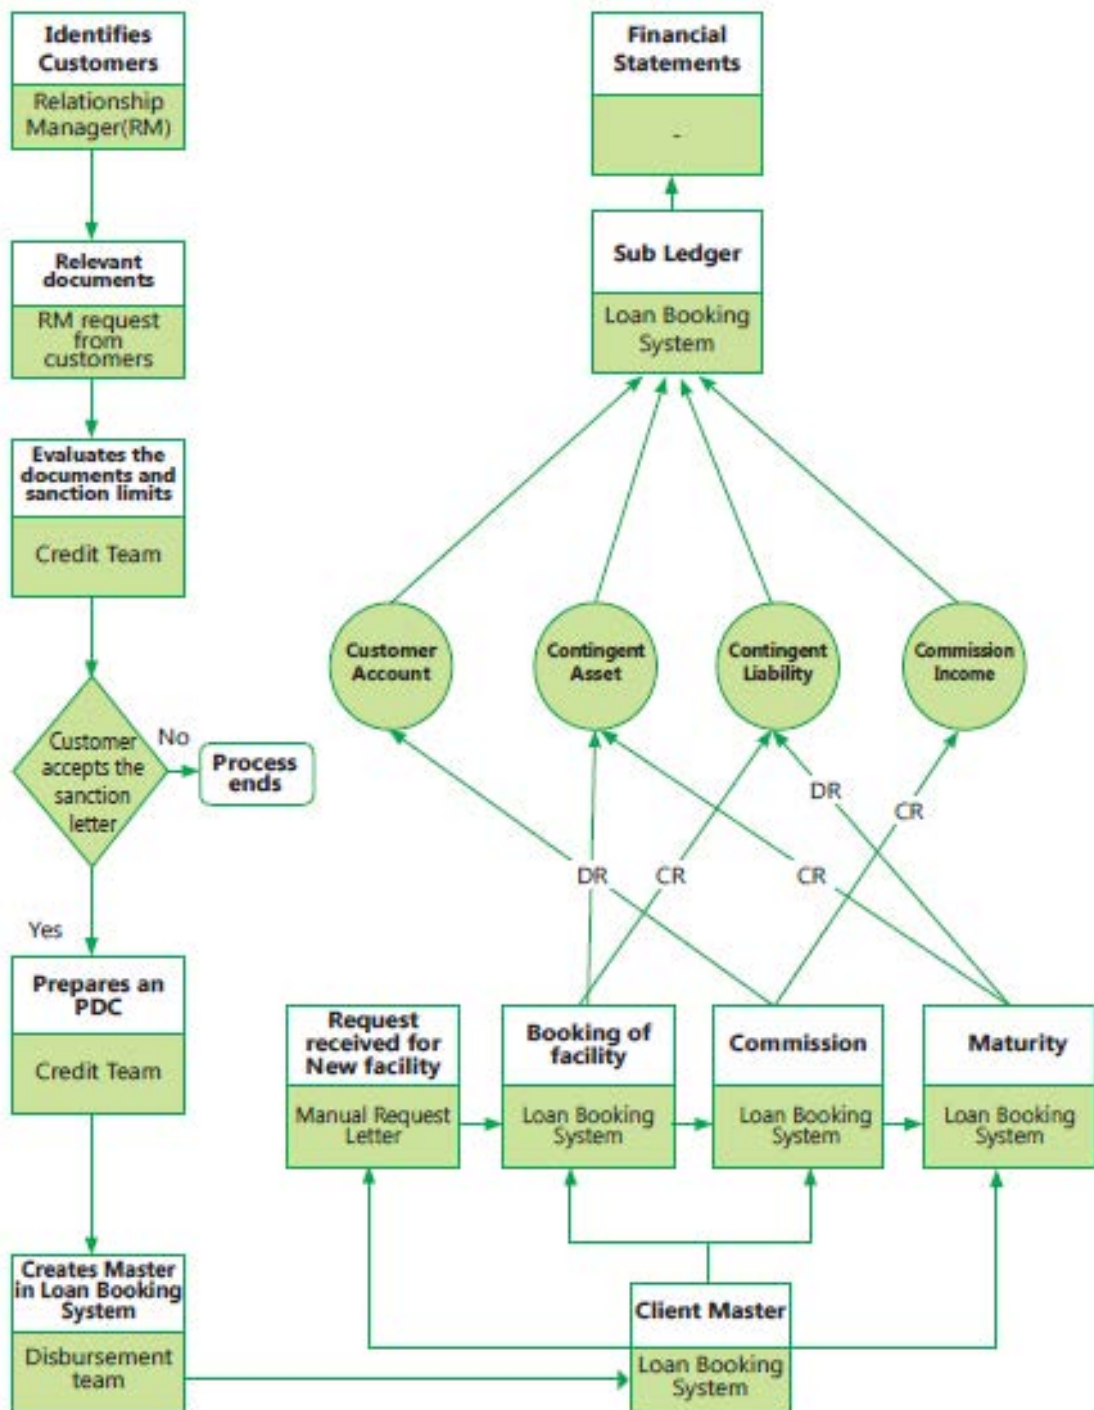 Identifies
Customers
Relationship
Manager(RM)
Relevant
documents
RM request
from
customers
Evaluates the
documents and
sanction limits
Credit Team
Customer
accepts the
sanction
letter
No
Process
ends
Yes
Prepares an
PDC
Credit Team
Creates Master
in Loan Booking
System
Disbursement
team
Financial
Statements
-
Sub Ledger
Loan Booking
System
Customer
Account
Contingent
Asset
Contingent
Liability
Commission
Income
DR
CR
DR
CR
CR
Request
received for
New facility
Manual Request
Letter
Booking of
facility
Loan Booking
System
Commission
Loan Booking
System
Maturity
Loan Booking
System
Client Master
Loan Booking
System